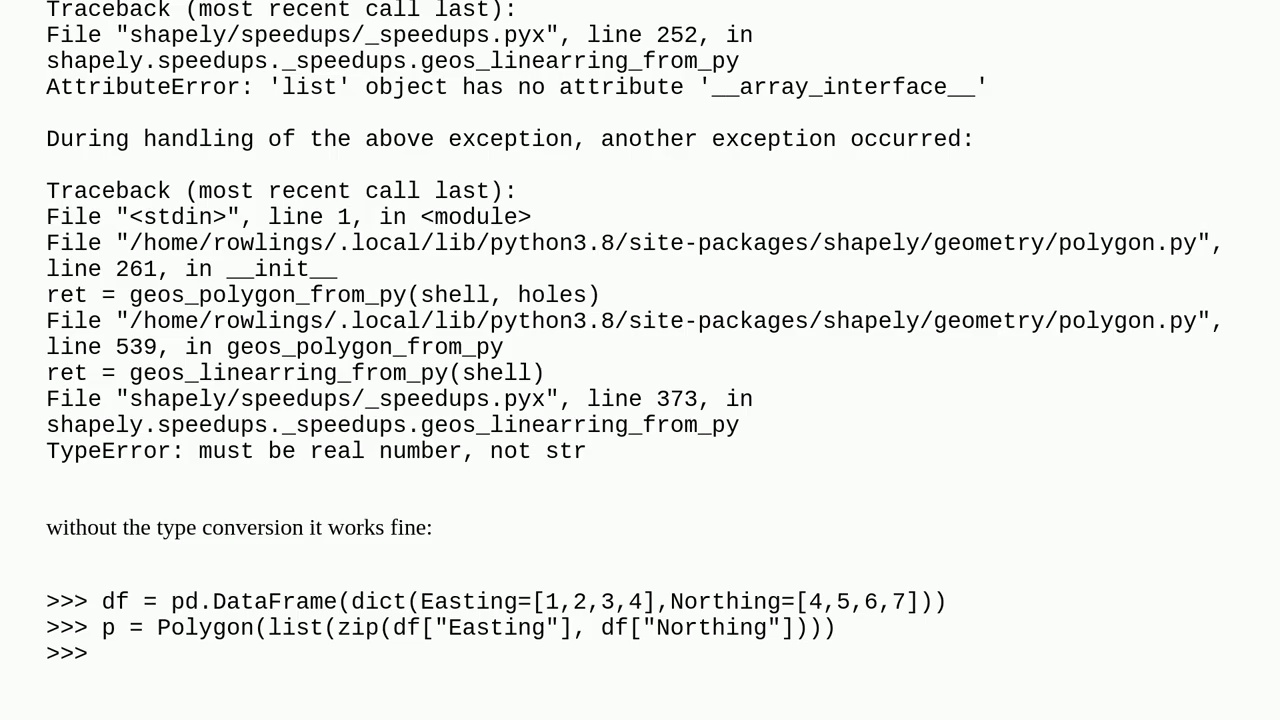 Traceback (most recent call last):
File "shapely/speedups/_speedups.pyx", line 252, in
shapely.speedups._speedups.geos_linearring_from_py
AttributeError: 'list' object has no attribute '__array_interface__'
During handling of the above exception, another exception occurred:
Traceback (most recent call last):
File "<stdin>", line 1, in <module>
File "/home/rowlings/.local/lib/python3.8/site-packages/shapely/geometry/polygon.py",
line 261, in __init__
ret = geos_polygon_from_py(shell, holes)
File "/home/rowlings/.local/lib/python3.8/site-packages/shapely/geometry/polygon.py",
line 539, in geos_polygon_from_py
ret = geos_linearring_from_py(shell)
File "shapely/speedups/_speedups.pyx", line 373, in
shapely.speedups._speedups.geos_linearring_from_py
TypeError: must be real number, not str
without the type conversion it works fine:
>>> df = pd.DataFrame(dict(Easting=[1,2,3,4],Northing=[4,5,6,7]))
>>> p = Polygon(list(zip(df["Easting"], df["Northing"])))
>>>